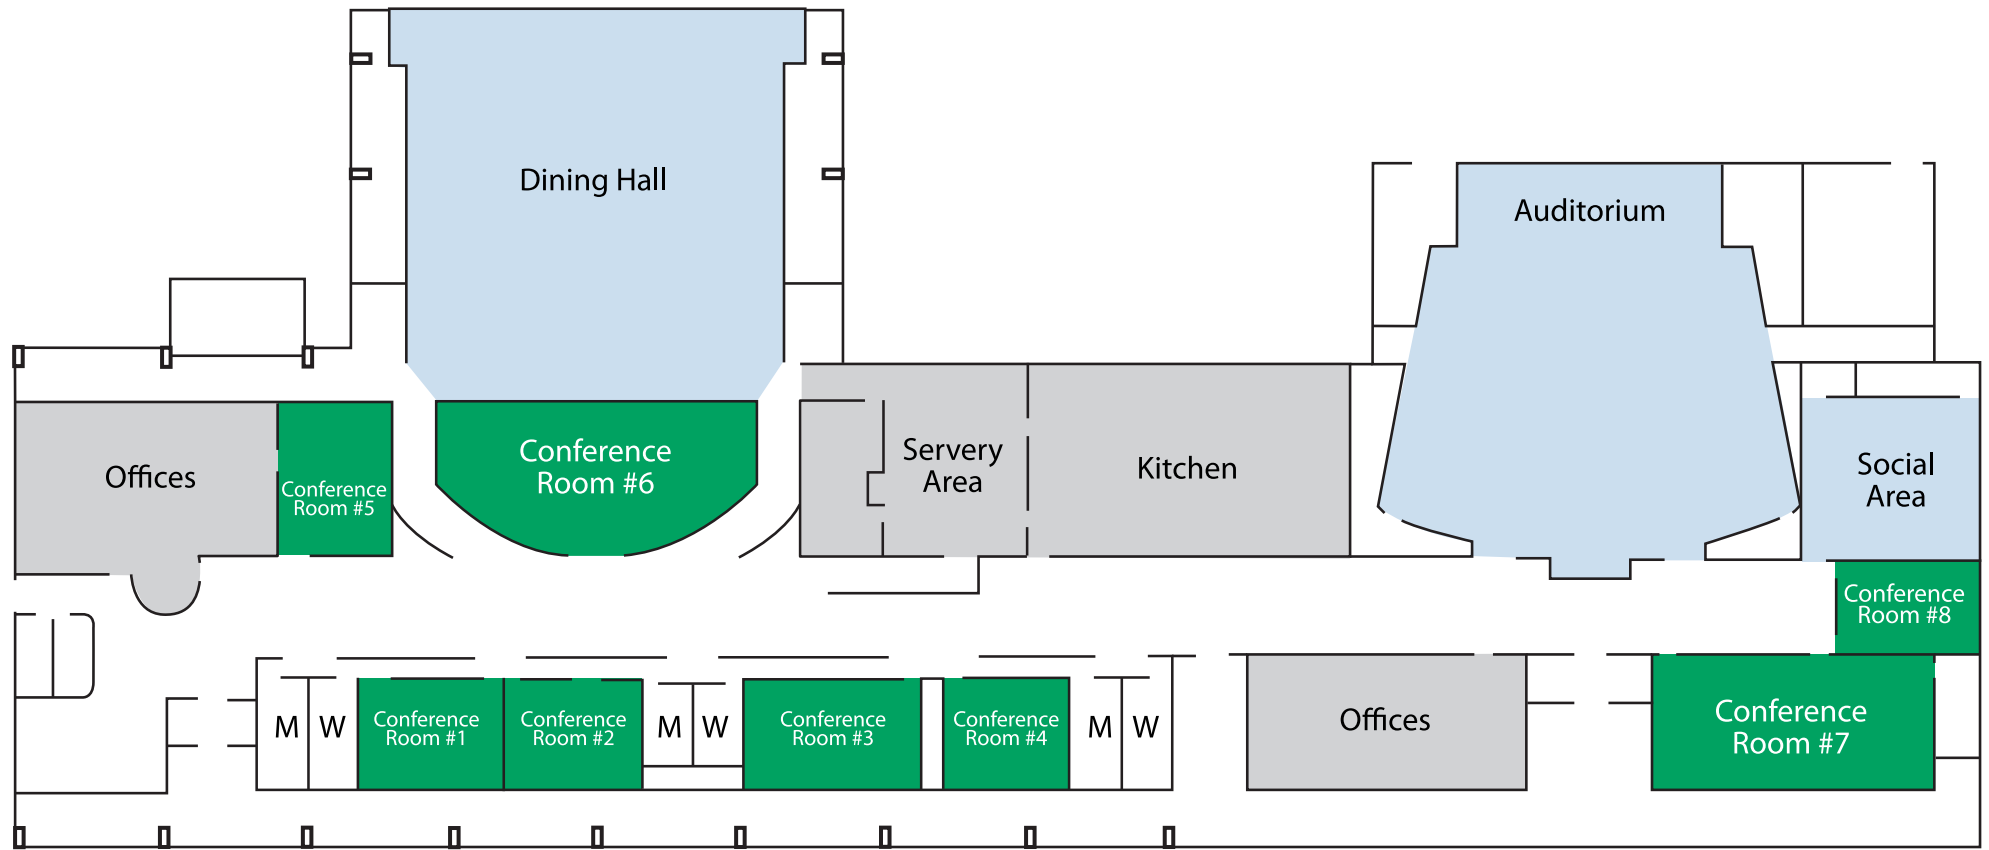 Dining Hall
Auditorium
Offices
Conference
Room #5
Conference
Room #6
Servery
Area
Kitchen
Social
Area
Conference
Room #8
M
W
Conference
Room #1
Conference
Room #2
M
W
Conference
Room #3
Conference
Room #4
M
W
Offices
Conference
Room #7